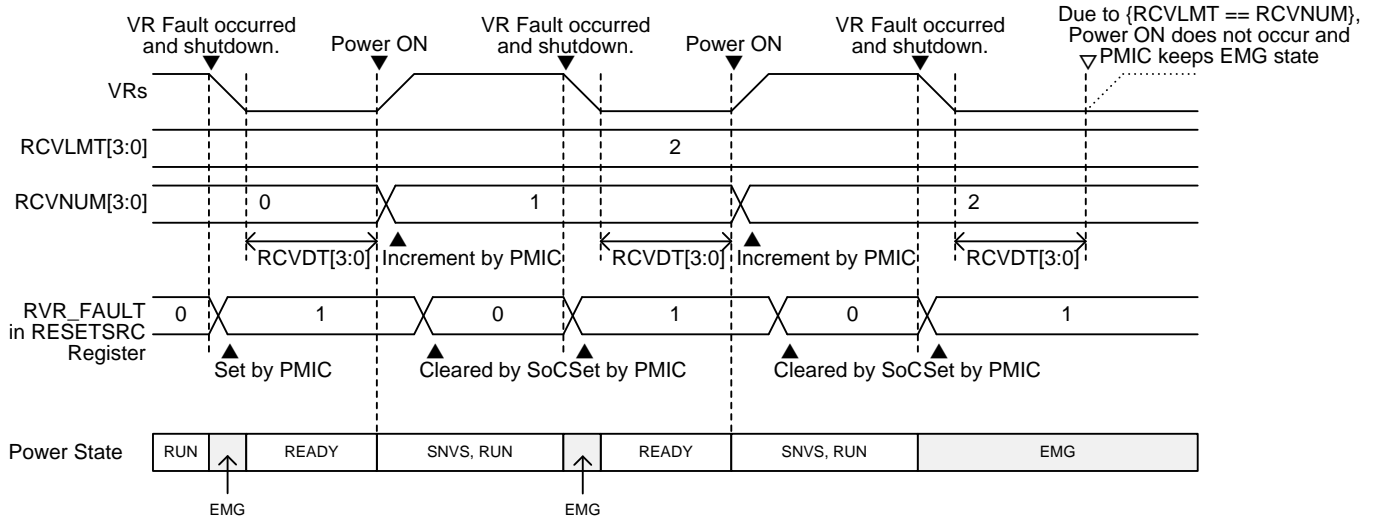 VR Fault occurred
and shutdown.
Power ON
VR Fault occurred
and shutdown.
Power ON
VR Fault occurred
and shutdown.
Due to {RCVLMT == RCVNUM},
Power ON does not occur and
PMIC keeps EMG state
VRs
RCVLMT[3:0]
2
RCVNUM[3:0]
0
1
2
RCVDT[3:0]
Increment by PMIC
RCVDT[3:0]
Increment by PMIC
RCVDT[3:0]
RVR_FAULT
in RESETSRC
Register
0
1
0
1
0
1
Set by PMIC
Cleared by SoC
Set by PMIC
Cleared by SoC
Set by PMIC
Power State
RUN
READY
SNVS, RUN
READY
SNVS, RUN
EMG
EMG
EMG